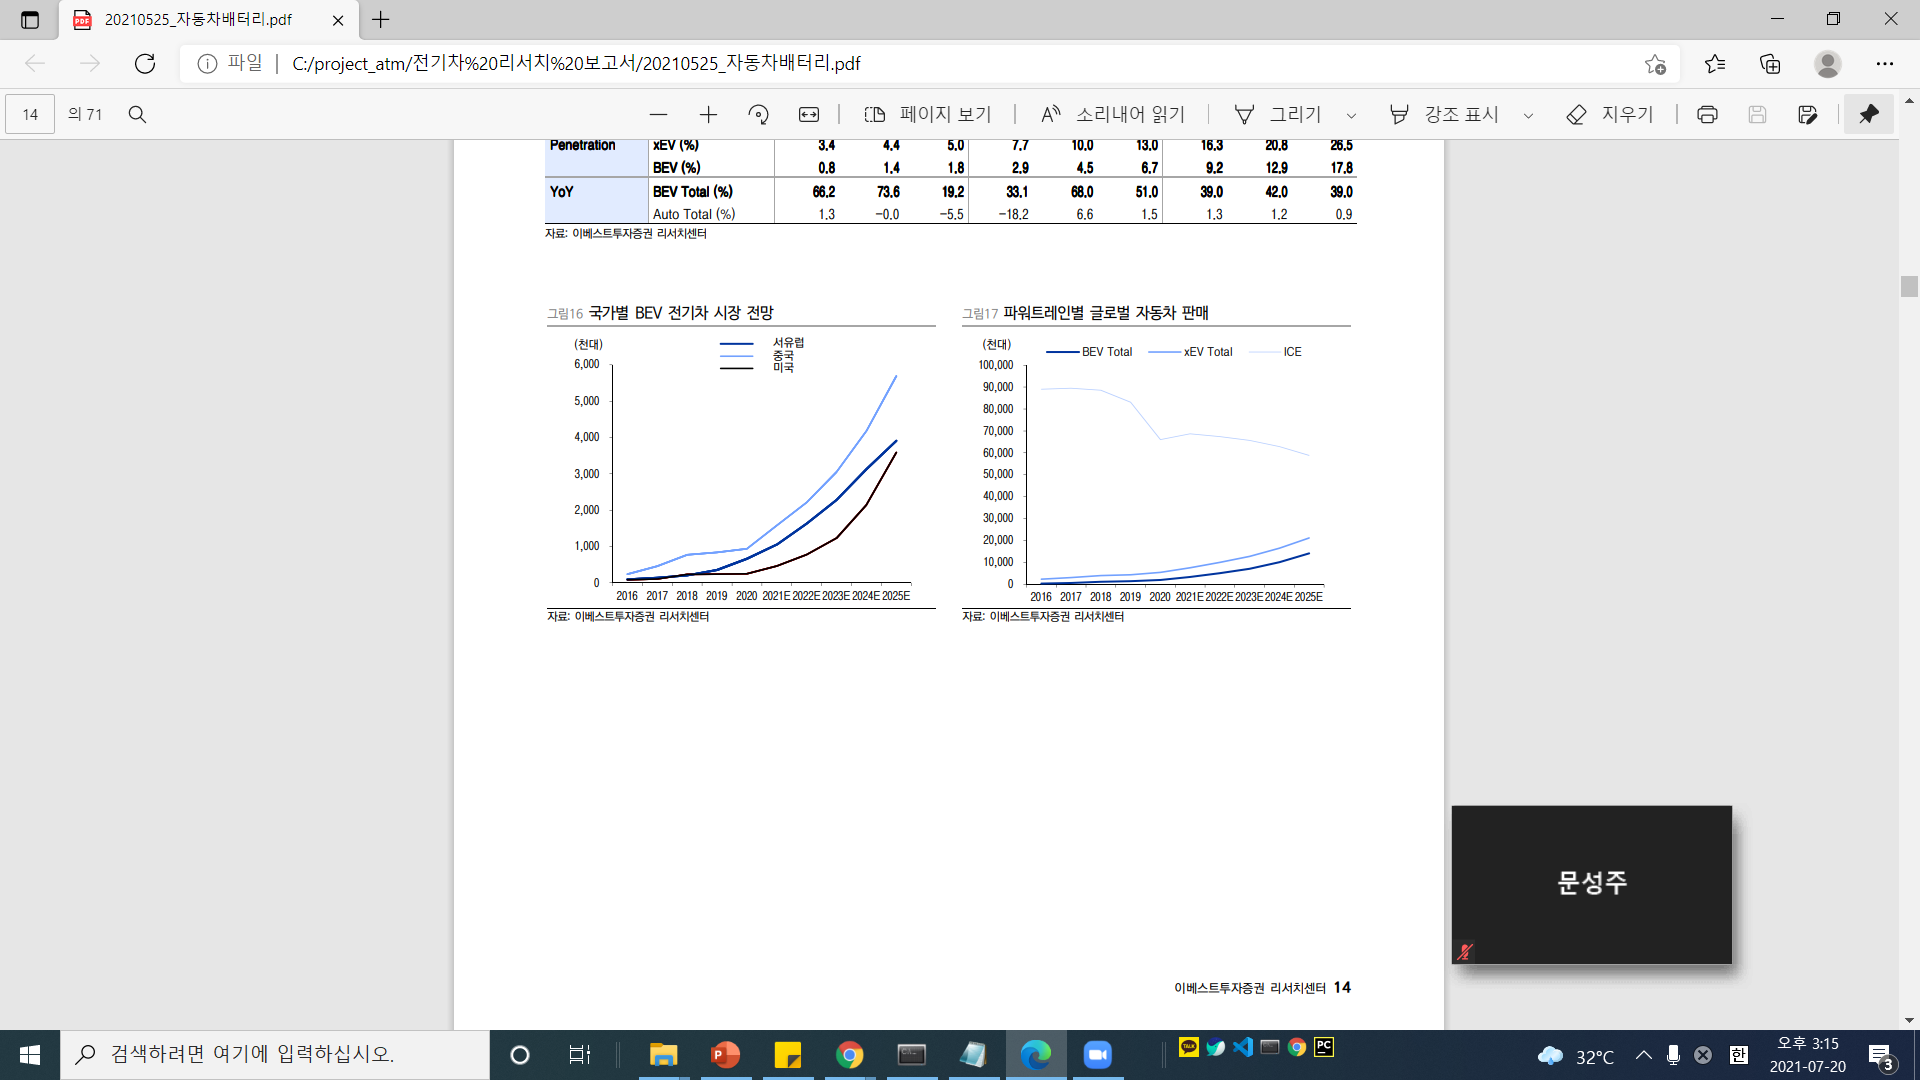 20210525_자동차배터리.pdf
파일 C:/project_atm/전기차%20리서치%20보고서/20210525_자동차배터리.pdf
14 의 71 페이지 보기 소리내어 읽기 그리기 강조 표시 지우기
Penetration xEV (%) 3.4 4.4 5.0 7.7 10.0 13.0 16.3 20.8 26.5
BEV (%) 0.8 1.4 1.8 2.9 4.5 6.7 9.2 12.9 17.8
YoY BEV Total (%) 66.2 73.6 19.2 33.1 68.0 51.0 39.0 42.0 39.0
Auto Total (%) 1.3 -0.0 -5.5 -18.2 6.6 1.5 1.3 1.2 0.9
자료: 이베스트투자증권 리서치센터
그림16 국가별 BEV 전기차 시장 전망
(천대)
서유럽
중국
미국
6,000
5,000
4,000
3,000
2,000
1,000
0
2016 2017 2018 2019 2020 2021E 2022E 2023E 2024E 2025E
자료: 이베스트투자증권 리서치센터
그림17 파워트레인별 글로벌 자동차 판매
(천대)
BEV Total xEV Total ICE
100,000
90,000
80,000
70,000
60,000
50,000
40,000
30,000
20,000
10,000
0
2016 2017 2018 2019 2020 2021E 2022E 2023E 2024E 2025E
자료: 이베스트투자증권 리서치센터
문성주
이베스트투자증권 리서치센터 14
검색하려면 여기에 입력하십시오.
TALK
PC
32°C
한
오후 3:15
2021-07-20
3